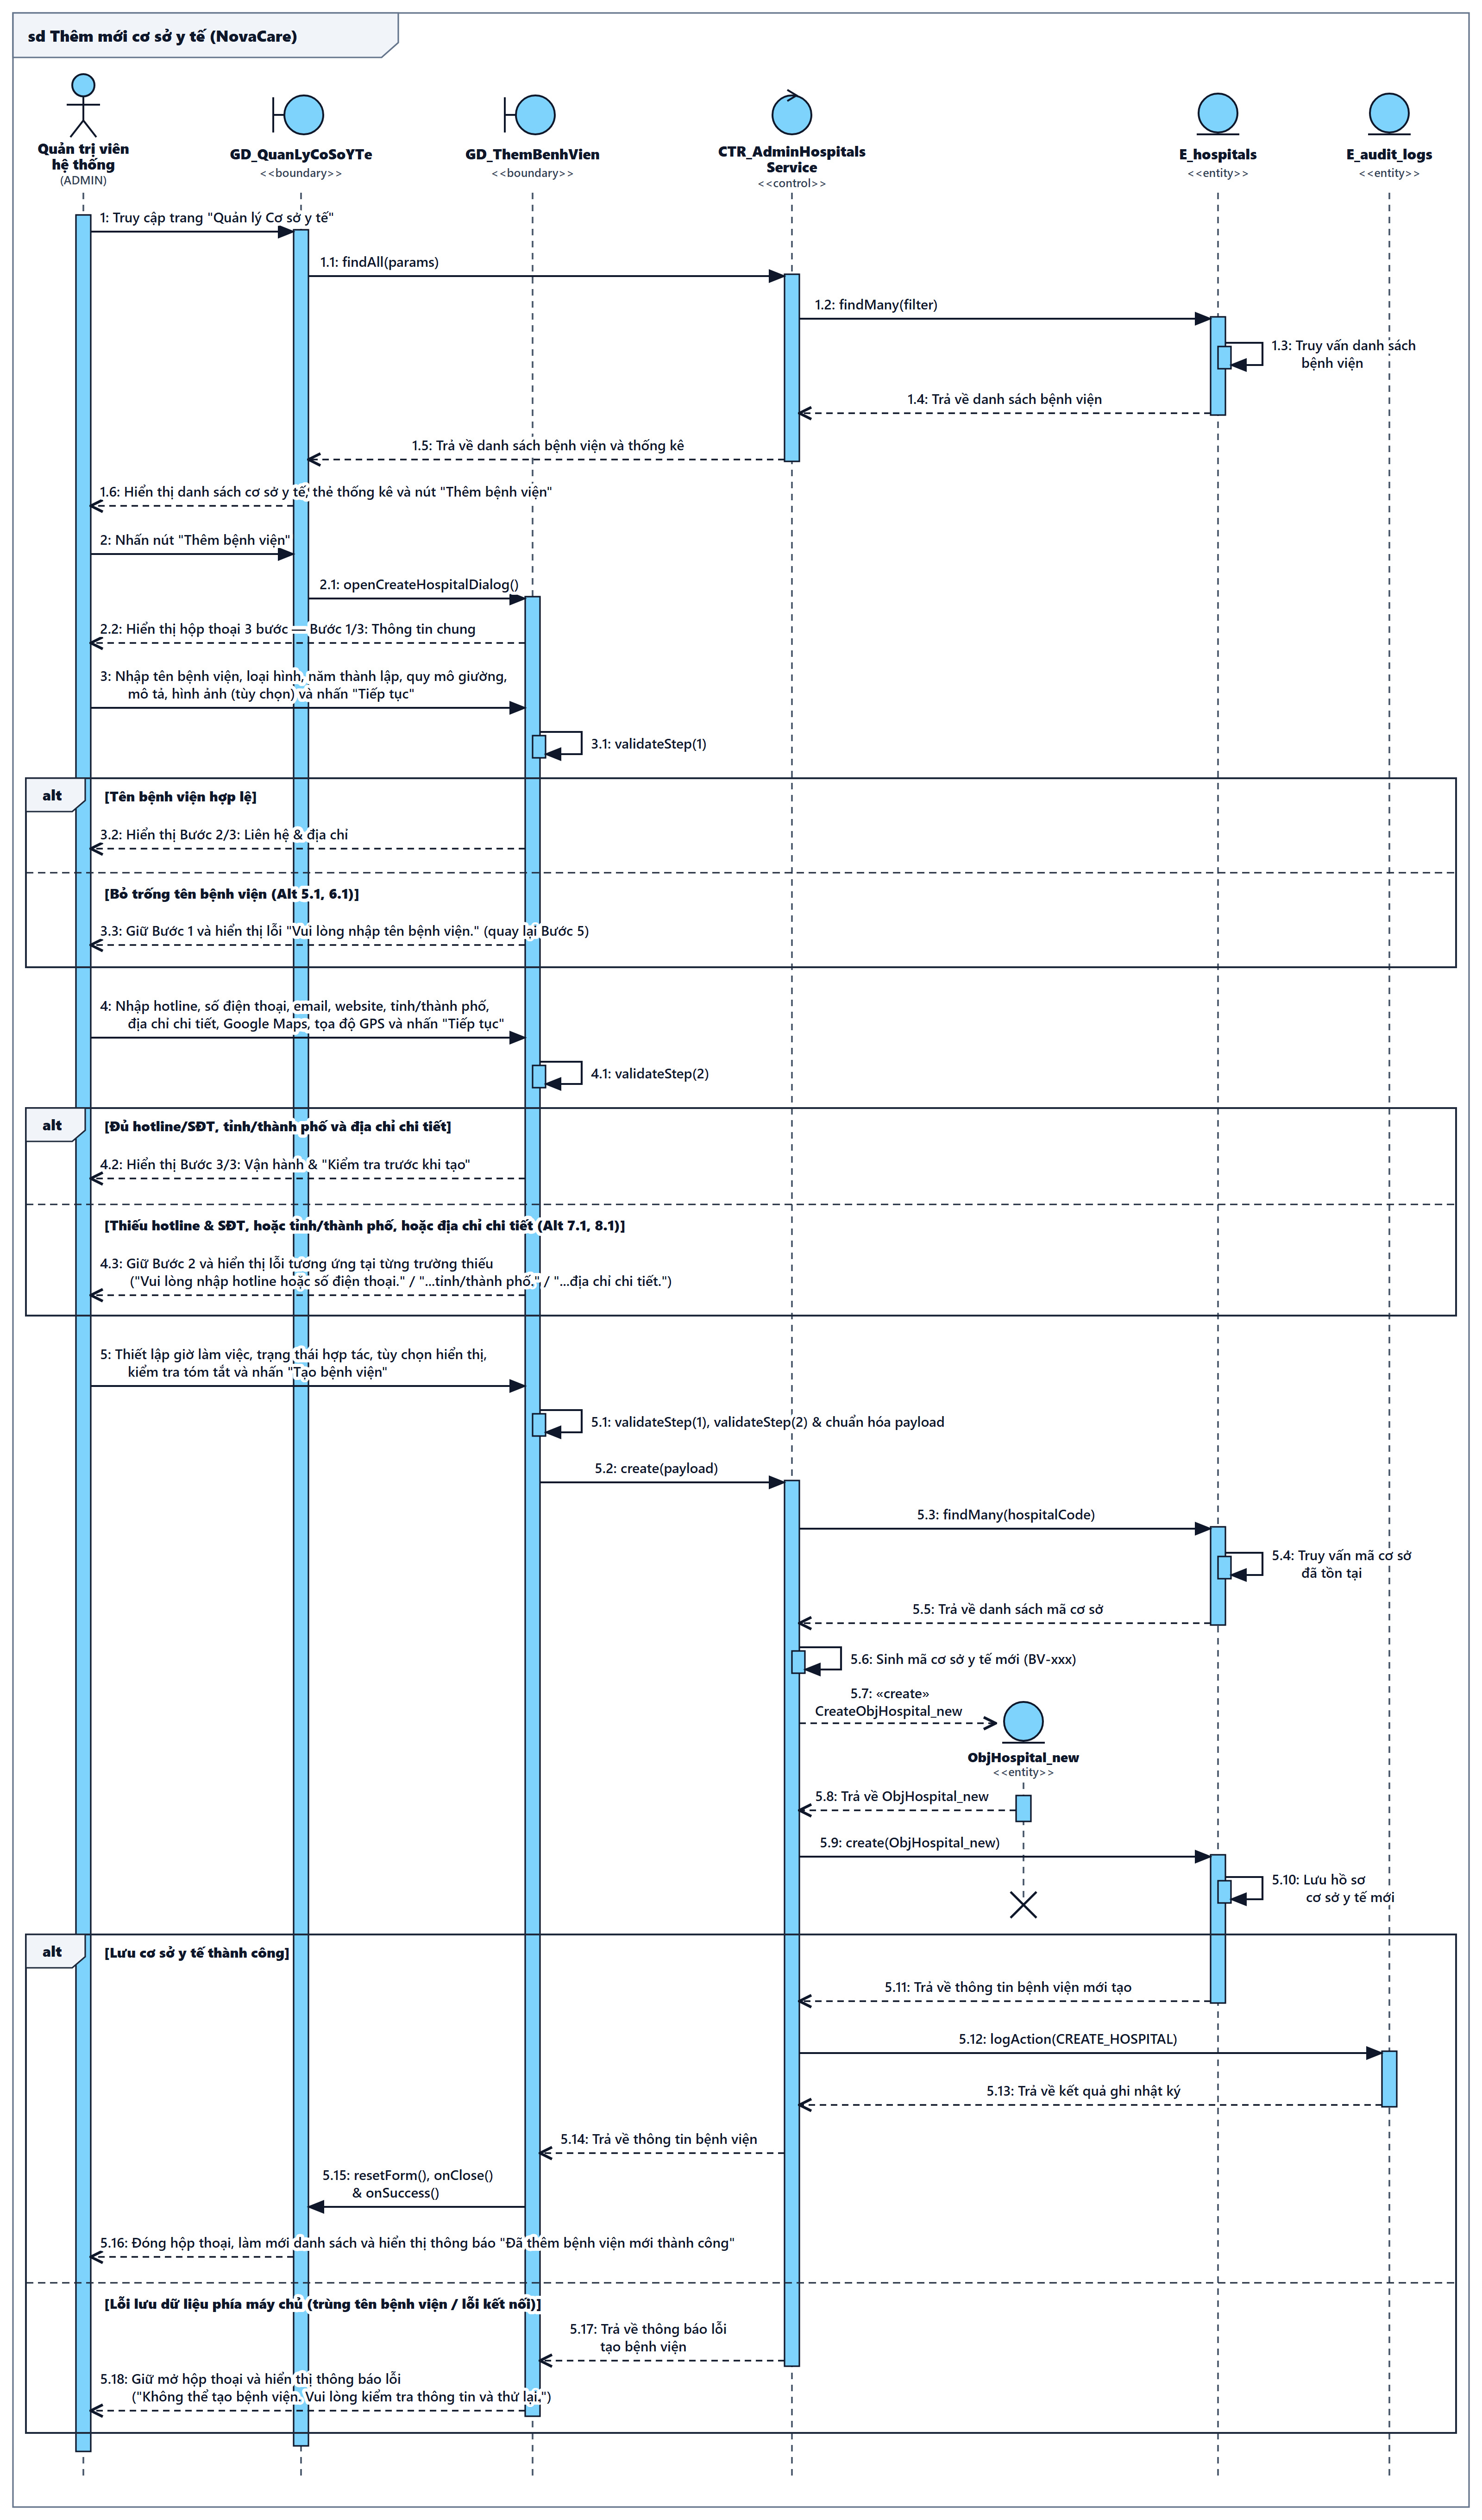 sd Thêm mới cơ sở y tế (NovaCare)
Quản trị viên
hệ thống
(ADMIN)
GD_QuanLyCoSoYTe
<<boundary>>
GD_ThemBenhVien
<<boundary>>
CTR_AdminHospitals
Service
<<control>>
E_hospitals
<<entity>>
E_audit_logs
<<entity>>
1: Truy cập trang "Quản lý Cơ sở y tế"
1.1: findAll(params)
1.2: findMany(filter)
1.3: Truy vấn danh sách
bệnh viện
1.4: Trả về danh sách bệnh viện
1.5: Trả về danh sách bệnh viện và thống kê
1.6: Hiển thị danh sách cơ sở y tế, thẻ thống kê và nút "Thêm bệnh viện"
2: Nhấn nút "Thêm bệnh viện"
2.1: openCreateHospitalDialog()
2.2: Hiển thị hộp thoại 3 bước — Bước 1/3: Thông tin chung
3: Nhập tên bệnh viện, loại hình, năm thành lập, quy mô giường,
mô tả, hình ảnh (tùy chọn) và nhấn "Tiếp tục"
3.1: validateStep(1)
alt
[Tên bệnh viện hợp lệ]
3.2: Hiển thị Bước 2/3: Liên hệ & địa chỉ
[Bỏ trống tên bệnh viện (Alt 5.1, 6.1)]
3.3: Giữ Bước 1 và hiển thị lỗi "Vui lòng nhập tên bệnh viện." (quay lại Bước 5)
4: Nhập hotline, số điện thoại, email, website, tỉnh/thành phố,
địa chỉ chi tiết, Google Maps, tọa độ GPS và nhấn "Tiếp tục"
4.1: validateStep(2)
alt
[Đủ hotline/SĐT, tỉnh/thành phố và địa chỉ chi tiết]
4.2: Hiển thị Bước 3/3: Vận hành & "Kiểm tra trước khi tạo"
[Thiếu hotline & SĐT, hoặc tỉnh/thành phố, hoặc địa chỉ chi tiết (Alt 7.1, 8.1)]
4.3: Giữ Bước 2 và hiển thị lỗi tương ứng tại từng trường thiếu
("Vui lòng nhập hotline hoặc số điện thoại." / "...tỉnh/thành phố." / "...địa chỉ chi tiết.")
5: Thiết lập giờ làm việc, trạng thái hợp tác, tùy chọn hiển thị,
kiểm tra tóm tắt và nhấn "Tạo bệnh viện"
5.1: validateStep(1), validateStep(2) & chuẩn hóa payload
5.2: create(payload)
5.3: findMany(hospitalCode)
5.4: Truy vấn mã cơ sở
đã tồn tại
5.5: Trả về danh sách mã cơ sở
5.6: Sinh mã cơ sở y tế mới (BV-xxx)
5.7: «create»
CreateObjHospital_new
ObjHospital_new
<<entity>>
5.8: Trả về ObjHospital_new
5.9: create(ObjHospital_new)
5.10: Lưu hồ sơ
cơ sở y tế mới
alt
[Lưu cơ sở y tế thành công]
5.11: Trả về thông tin bệnh viện mới tạo
5.12: logAction(CREATE_HOSPITAL)
5.13: Trả về kết quả ghi nhật ký
5.14: Trả về thông tin bệnh viện
5.15: resetForm(), onClose()
& onSuccess()
5.16: Đóng hộp thoại, làm mới danh sách và hiển thị thông báo "Đã thêm bệnh viện mới thành công"
[Lỗi lưu dữ liệu phía máy chủ (trùng tên bệnh viện / lỗi kết nối)]
5.17: Trả về thông báo lỗi
tạo bệnh viện
5.18: Giữ mở hộp thoại và hiển thị thông báo lỗi
("Không thể tạo bệnh viện. Vui lòng kiểm tra thông tin và thử lại.")